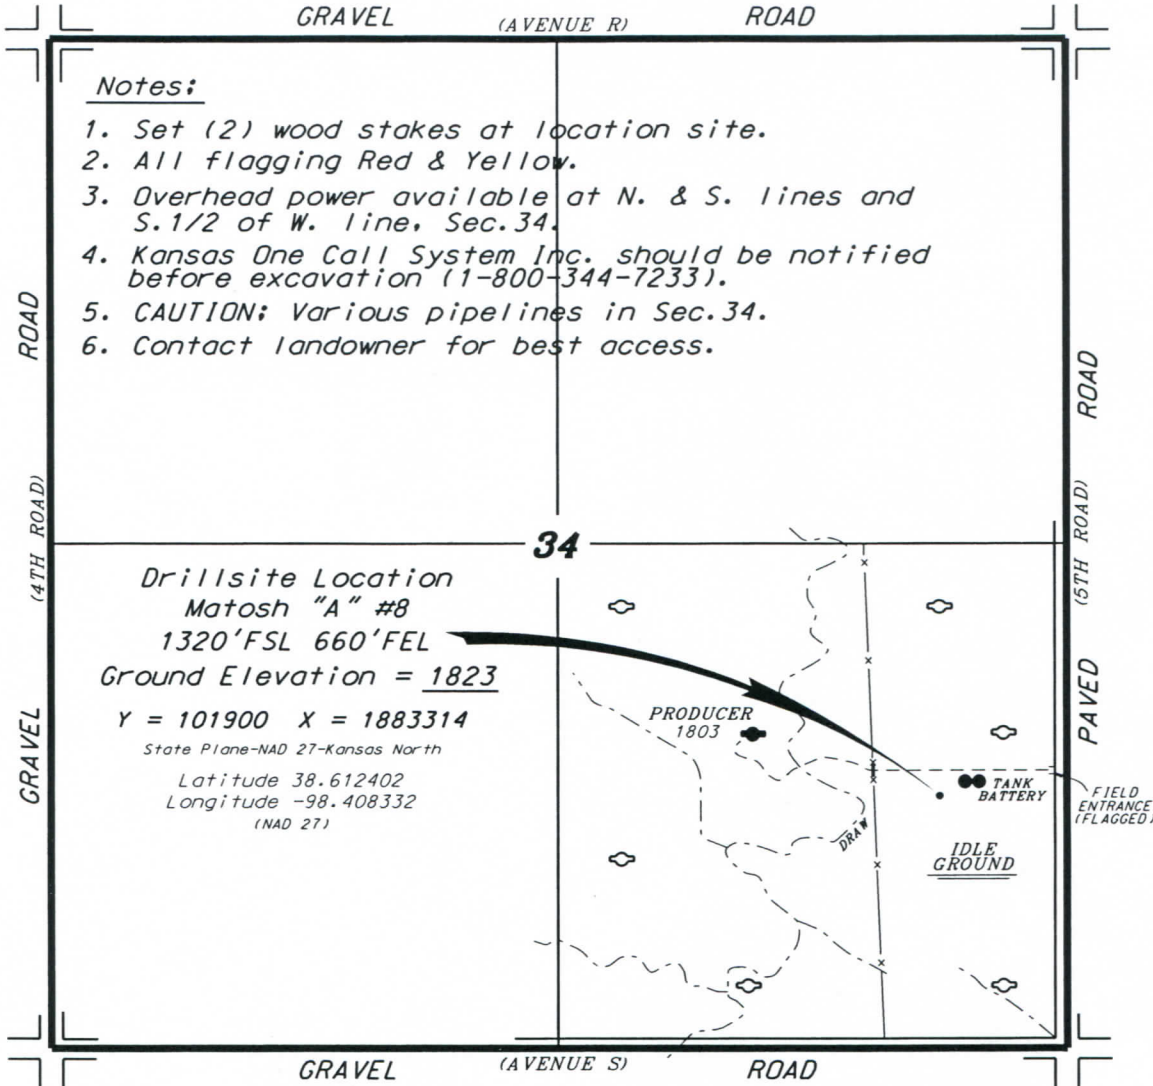 GRAVEL (AVENUE R) ROAD
Notes:
1. Set (2) wood stakes at location site.
2. All flagging Red & Yellow.
3. Overhead power available at N. & S. lines and
S.1/2 of W. line, Sec.34.
4. Kansas One Call System Inc. should be notified
before excavation (1-800-344-7233).
5. CAUTION: Various pipelines in Sec.34.
6. Contact landowner for best access.
ROAD
(4TH ROAD)
GRAVEL
ROAD
(5TH ROAD)
PAVED
34
Drillsite Location
Matosh "A" #8
1320'FSL 660'FEL
Ground Elevation = 1823
Y = 101900 X = 1883314
State Plane-NAD 27-Kansas North
Latitude 38.612402
Longitude -98.408332
(NAD 27)
PRODUCER
1803
TANK
BATTERY
FIELD
ENTRANCE
(FLAGGED)
DRAW
IDLE
GROUND
GRAVEL (AVENUE S) ROAD